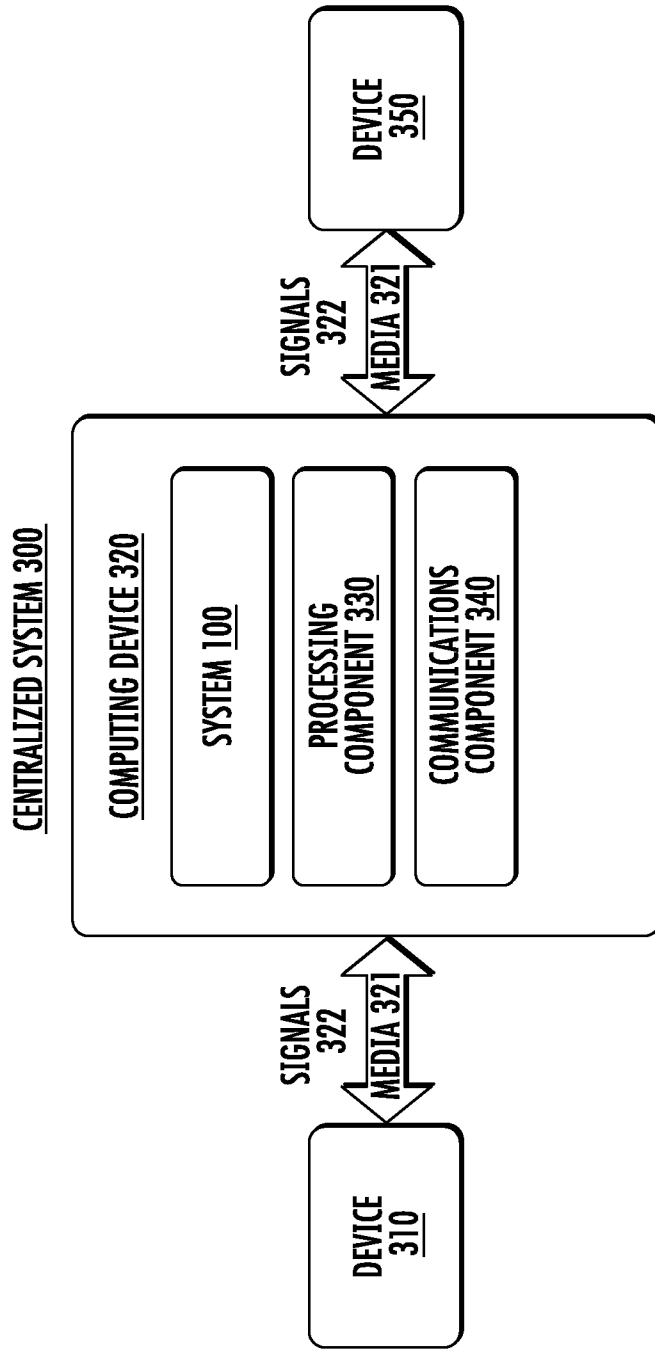 CENTRALIZED SYSTEM 300
COMPUTING DEVICE 320
SYSTEM 100
PROCESSING
COMPONENT 330
COMMUNICATIONS
COMPONENT 340
DEVICE
310
SIGNALS
322
MEDIA 321
SIGNALS
322
MEDIA 321
DEVICE
350